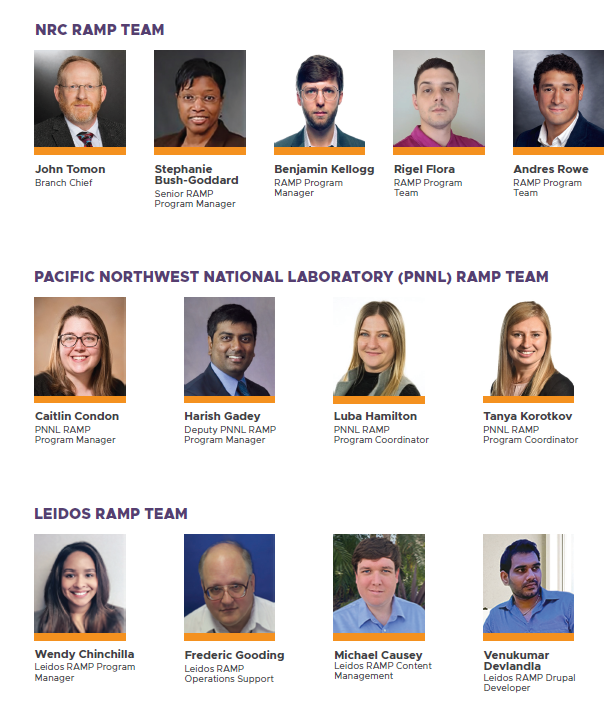 NRC RAMP TEAM
John Tomon
Branch Chief
Stephanie
Bush-Goddard
Senior RAMP
Program Manager
Benjamin Kellogg
RAMP Program
Manager
Rigel Flora
RAMP Program
Team
Andres Rowe
RAMP Program
Team
PACIFIC NORTHWEST NATIONAL LABORATORY (PNNL) RAMP TEAM
Caitlin Condon
PNNL RAMP
Program Manager
Harish Gadey
Deputy PNNL RAMP
Program Manager
Luba Hamilton
PNNL RAMP
Program Coordinator
Tanya Korotkov
PNNL RAMP
Program Coordinator
LEIDOS RAMP TEAM
Wendy Chinchilla
Leidos RAMP Program
Manager
Frederic Gooding
Leidos RAMP
Operations Support
Michael Causey
Leidos RAMP Content
Management
Venukumar
Devlandla
Leidos RAMP Drupal
Developer